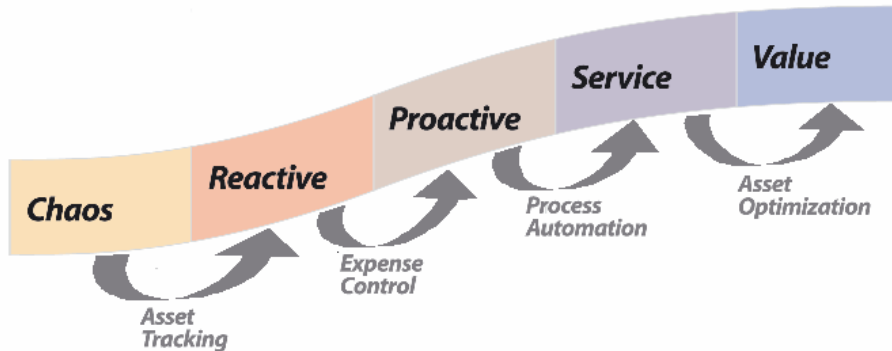 Chaos
Reactive
Proactive
Service
Value
Asset
Tracking
Expense
Control
Process
Automation
Asset
Optimization